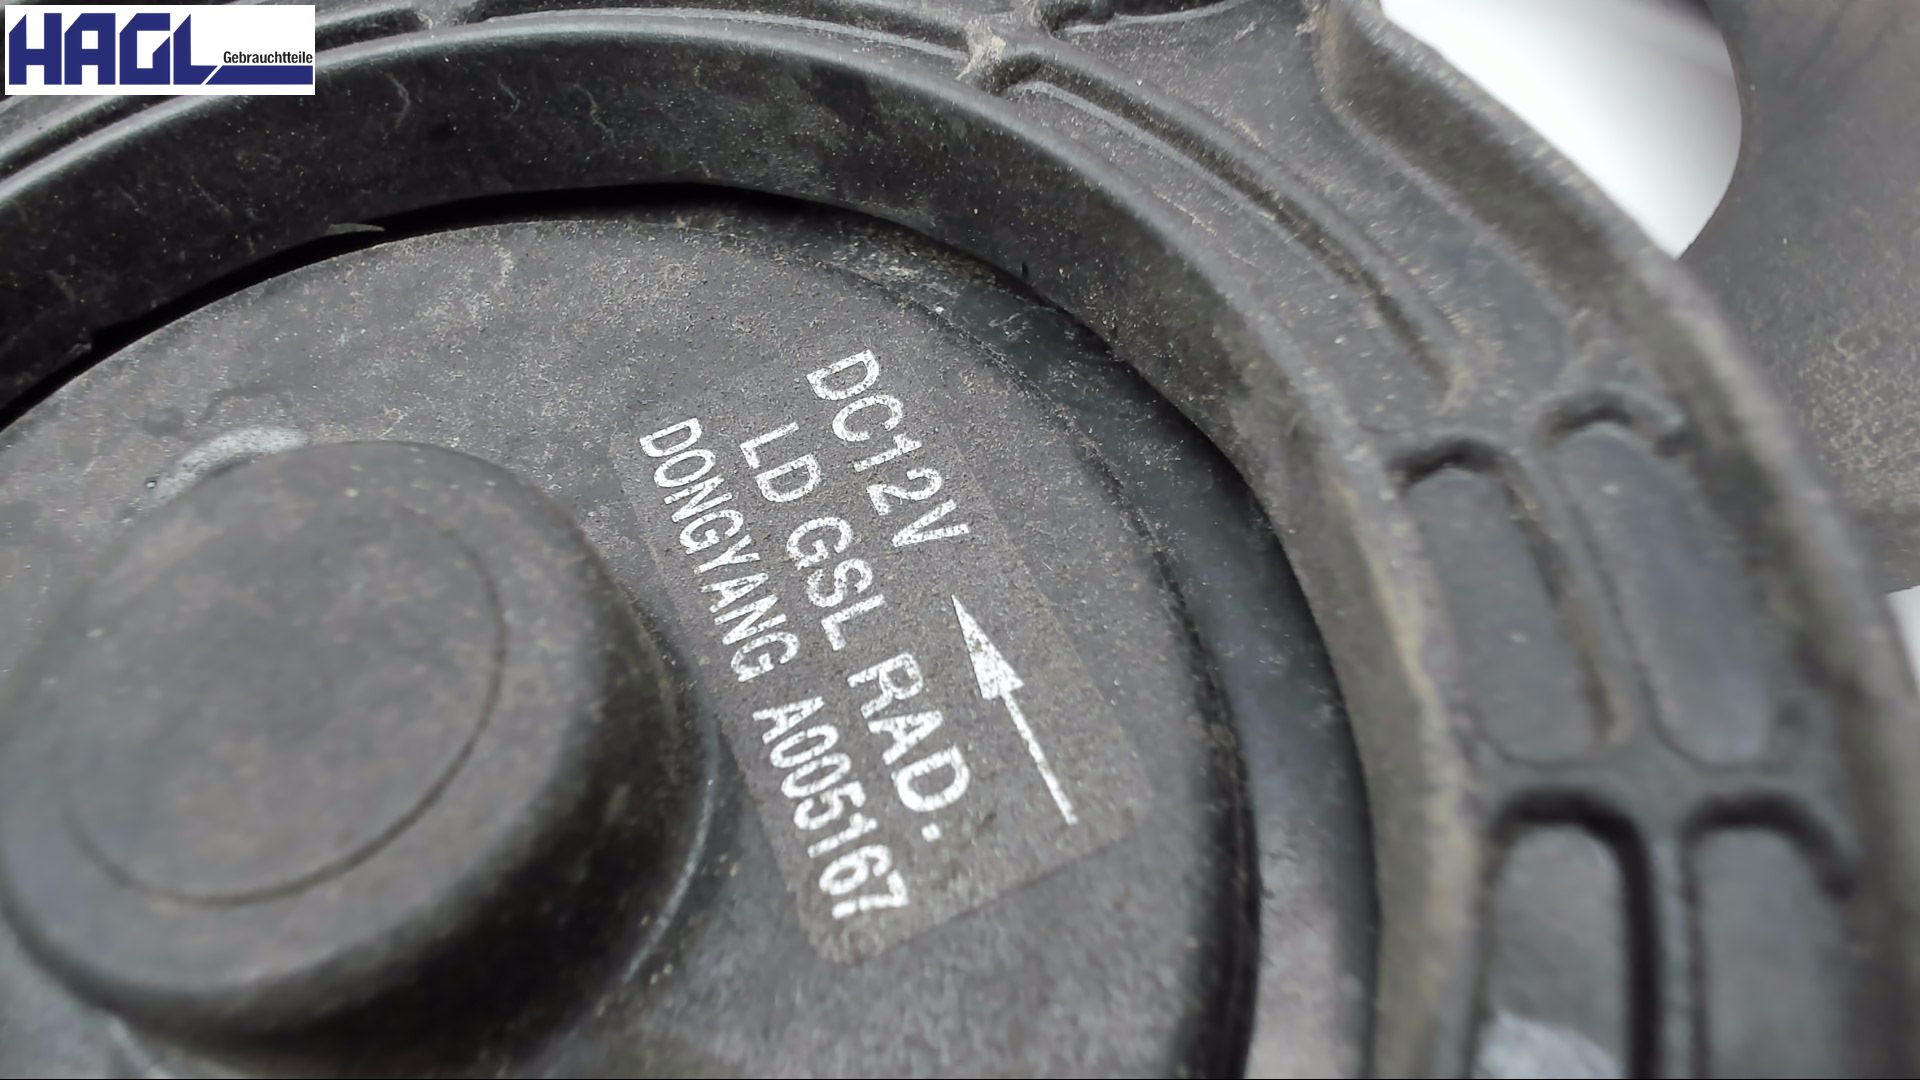 HAGL
Gebrauchtteile
DC12V
LD GSL RAD.
DONGYANG A005167